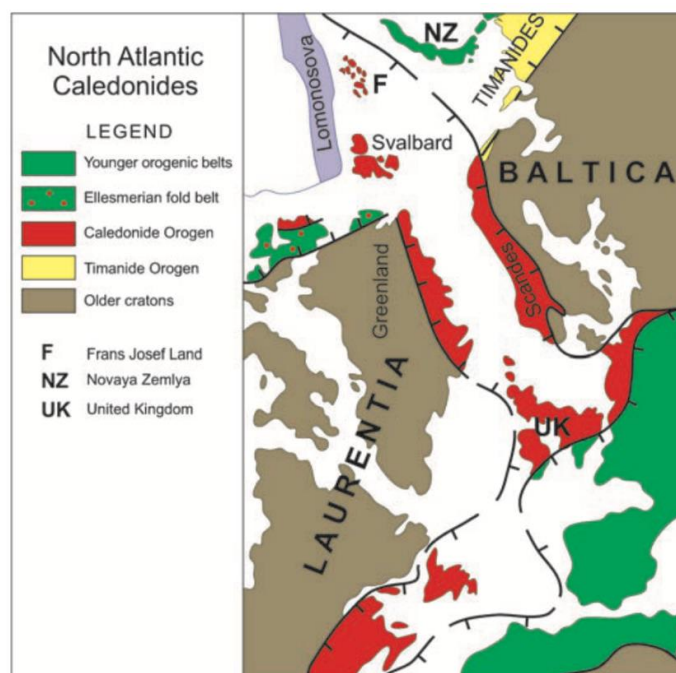 North Atlantic
Caledonides
LEGEND
Younger orogenic belts
Ellesmerian fold belt
Caledonide Orogen
Timanide Orogen
Older cratons
F Frans Josef Land
NZ Novaya Zemlya
UK United Kingdom
Lomonosova
F
NZ
TIMANIDES
Svalbard
BALTICA
Greenland
Scandes
LAURENTIA
UK